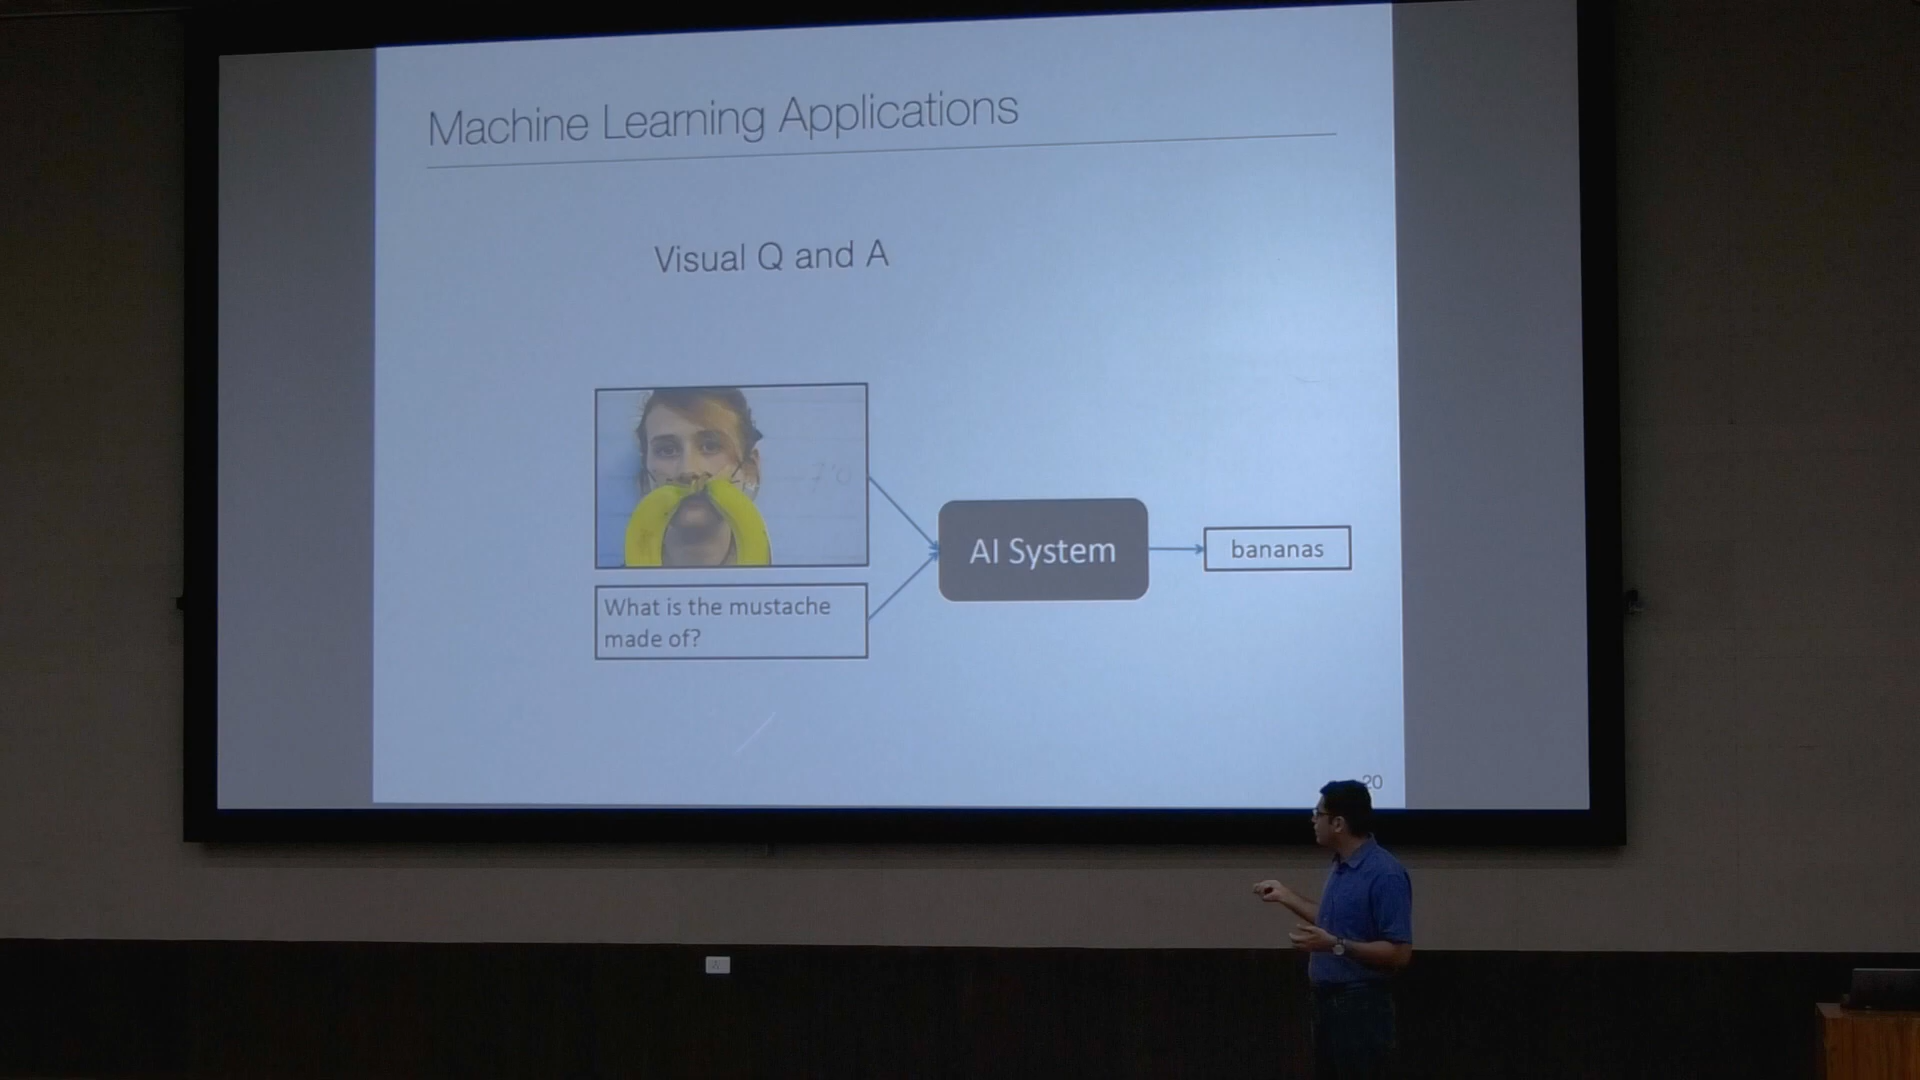 Machine Learning Applications
Visual Q and A
What is the mustache
made of?
AI System
bananas
20